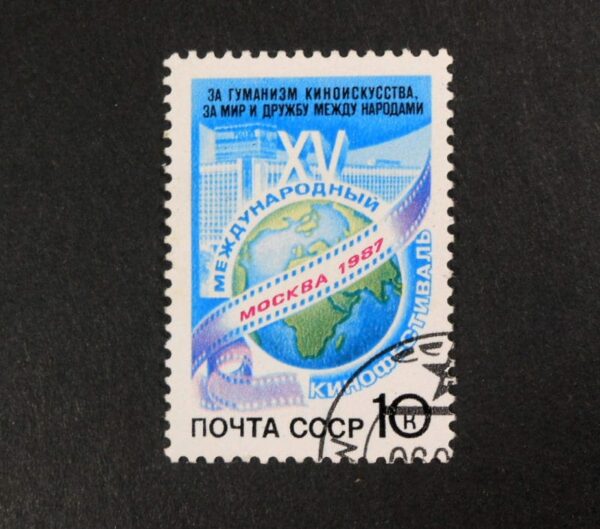 ЗА ГУМАНИЗМ КИНОИСКУССТВА,
ЗА МИР И ДРУЖБУ МЕЖДУ НАРОДАМИ
XV
МЕЖДУНАРОДНЫЙ
МОСКВА 1987
КИНОФЕСТИВАЛЬ
ПОЧТА СССР 10 К